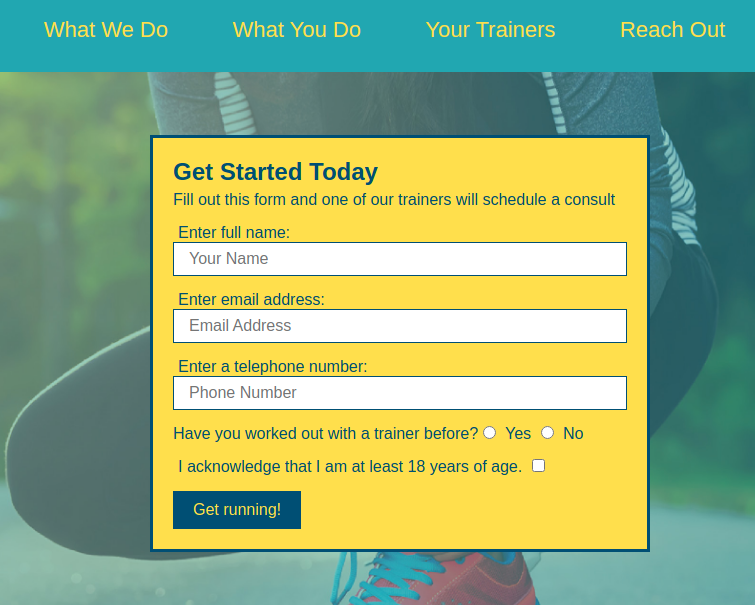 What We Do What You Do Your Trainers Reach Out
Get Started Today
Fill out this form and one of our trainers will schedule a consult
Enter full name:
Your Name
Enter email address:
Email Address
Enter a telephone number:
Phone Number
Have you worked out with a trainer before? Yes No
I acknowledge that I am at least 18 years of age.
Get running!